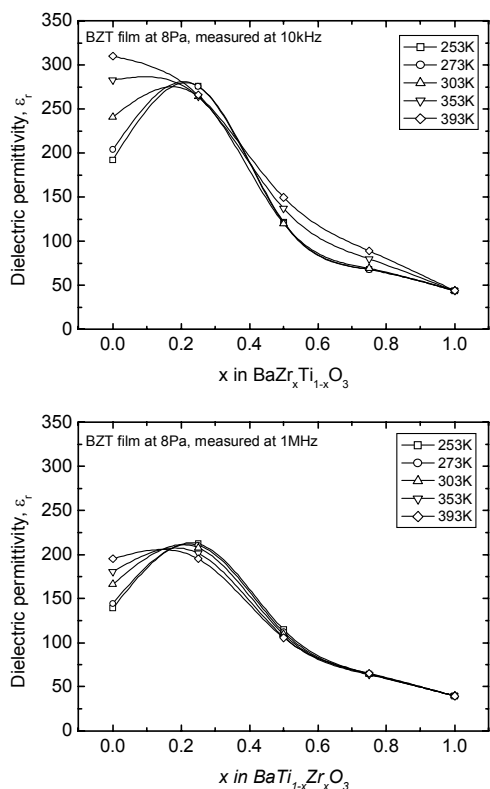 BZT film at 8Pa, measured at 10kHz
253K
273K
303K
353K
393K
Dielectric permittivity, εr
350
300
250
200
150
100
50
0
0.0 0.2 0.4 0.6 0.8 1.0
x in BaZrxTi1-xO3
BZT film at 8Pa, measured at 1MHz
253K
273K
303K
353K
393K
Dielectric permittivity, εr
350
300
250
200
150
100
50
0
0.0 0.2 0.4 0.6 0.8 1.0
x in BaTi1-xZrxO3